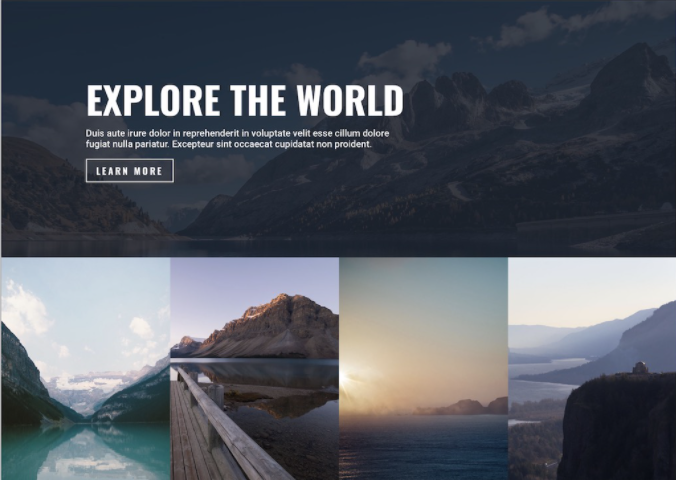 EXPLORE THE WORLD
Duis aute irure dolor in reprehenderit in voluptate velit esse cillum dolore
fugiat nulla pariatur. Excepteur sint occaecat cupidatat non proident.
LEARN MORE